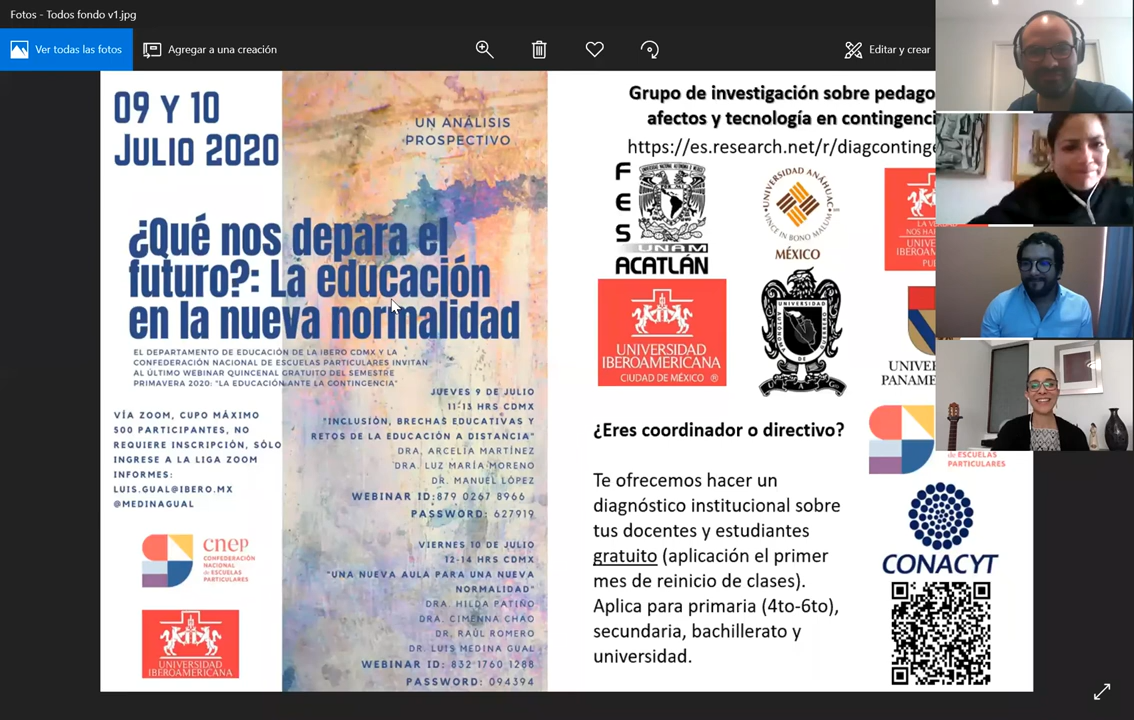 Fotos - Todos fondo v1.jpg
Ver todas las fotos
Agregar a una creación
Editar y crear
09 Y 10
JULIO 2020
UN ANÁLISIS
PROSPECTIVO
¿Qué nos depara el
futuro?: La educación
en la nueva normalidad
EL DEPARTAMENTO DE EDUCACIÓN DE LA IBERO CDMX Y LA
CONFEDERACIÓN NACIONAL DE ESCUELAS PARTICULARES INVITAN
AL ÚLTIMO WEBINAR QUINCENAL GRATUITO DEL SEMESTRE
PRIMAVERA 2020: "LA EDUCACIÓN ANTE LA CONTINGENCIA"
VÍA ZOOM, CUPO MÁXIMO
500 PARTICIPANTES, NO
REQUIERE INSCRIPCIÓN, SÓLO
INGRESE A LA LIGA ZOOM
INFORMES:
LUIS.GUAL@IBERO.MX
@MEDINAGUAL
JUEVES 9 DE JULIO
11-13 HRS CDMX
"INCLUSIÓN, BRECHAS EDUCATIVAS Y
RETOS DE LA EDUCACIÓN A DISTANCIA"
DRA. ARCELIA MARTÍNEZ
DRA. LUZ MARÍA MORENO
DR. MANUEL LÓPEZ
WEBINAR ID:879 0267 8966
PASSWORD: 627919
VIERNES 10 DE JULIO
12-14 HRS CDMX
"UNA NUEVA AULA PARA UNA NUEVA
NORMALIDAD"
DRA. HILDA PATIÑO
DRA. CIMENNA CHAO
DR. RAÚL ROMERO
DR. LUIS MEDINA GUAL
WEBINAR ID: 832 1760 1288
PASSWORD: 094394
cnep
CONFEDERACIÓN
NACIONAL
DE ESCUELAS
PARTICULARES
UNIVERSIDAD
IBEROAMERICANA
Grupo de investigación sobre pedago
afectos y tecnología en contingenci
https://es.research.net/r/diagconting
FES
UNAM
ACATLÁN
UNIVERSIDAD ANÁHUAC
VINCE IN BONO MALUM
MÉXICO
LA VERDAD
NOS HA
UNIVE
IBEROAM
PU
UNIVERSIDAD
IBEROAMERICANA
CIUDAD DE MÉXICO ®
UNIVERSIDAD
UAG
UNIVER
PANAME
¿Eres coordinador o directivo?
Te ofrecemos hacer un
diagnóstico institucional sobre
tus docentes y estudiantes
gratuito (aplicación el primer
mes de reinicio de clases).
Aplica para primaria (4to-6to),
secundaria, bachillerato y
universidad.
DE ESCUELAS
PARTICULARES
CONACYT